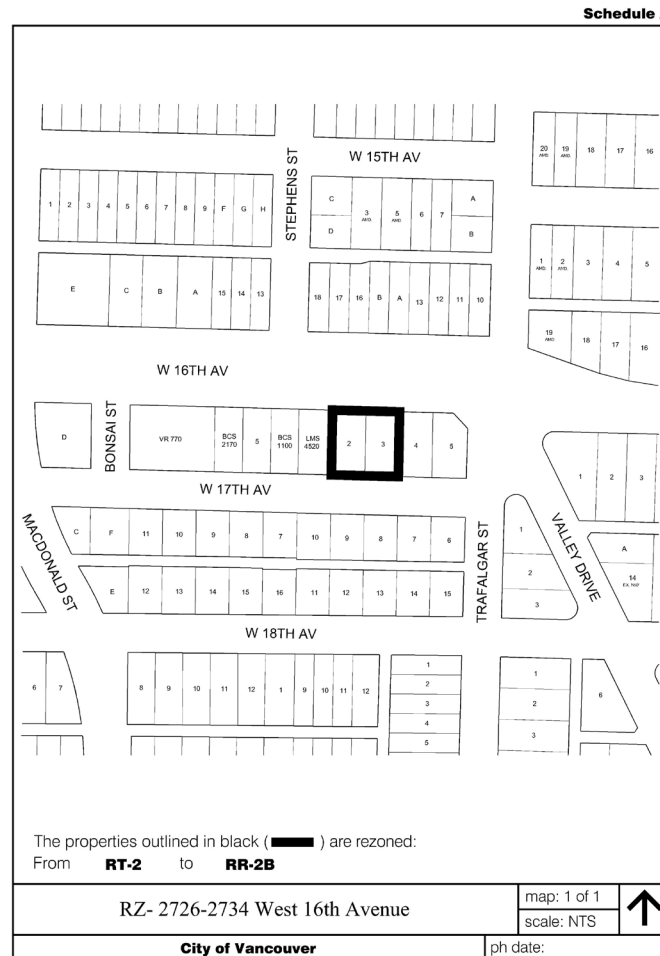 Schedule
W 15TH AV
STEPHENS ST
20 AMD. 19 AMD. 18 17 16
1 2 3 4 5 6 7 8 9 F G H
C
D
3 AMD. 5 AMD. 6 7
A
B
1 AMD. 2 AMD. 3 4 5
E C B A 15 14 13
18 17 16 B A 13 12 11 10
19 AMD. 18 17 16
W 16TH AV
D
BONSAI ST
VR 770
BCS 2170
5
BCS 1100
LMS 4520
2 3 4 5
1 2 3
W 17TH AV
MACDONALD ST
C F 11 10 9 8 7 10 9 8 7 6
TRAFALGAR ST
1
2
3
VALLEY DRIVE
A
14
E 12 13 14 15 16 11 12 13 14 15
W 18TH AV
6 7
8 9 10 11 12 1 9 10 11 12
1
2
3
4
5
1
2
3
6
The properties outlined in black ( ) are rezoned:
From RT-2 to RR-2B
RZ- 2726-2734 West 16th Avenue
map: 1 of 1
scale: NTS
City of Vancouver
ph date: